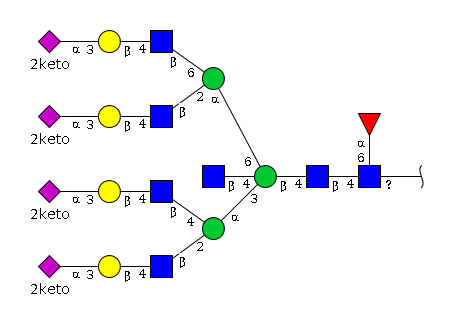 α 3 β 4 β
2keto
6
2 α
α 3 β 4 β
2keto
α
6 6
β 4 β 4 β 4 ?
3
α 3 β 4 β α
2keto
4
2
α 3 β 4 β
2keto